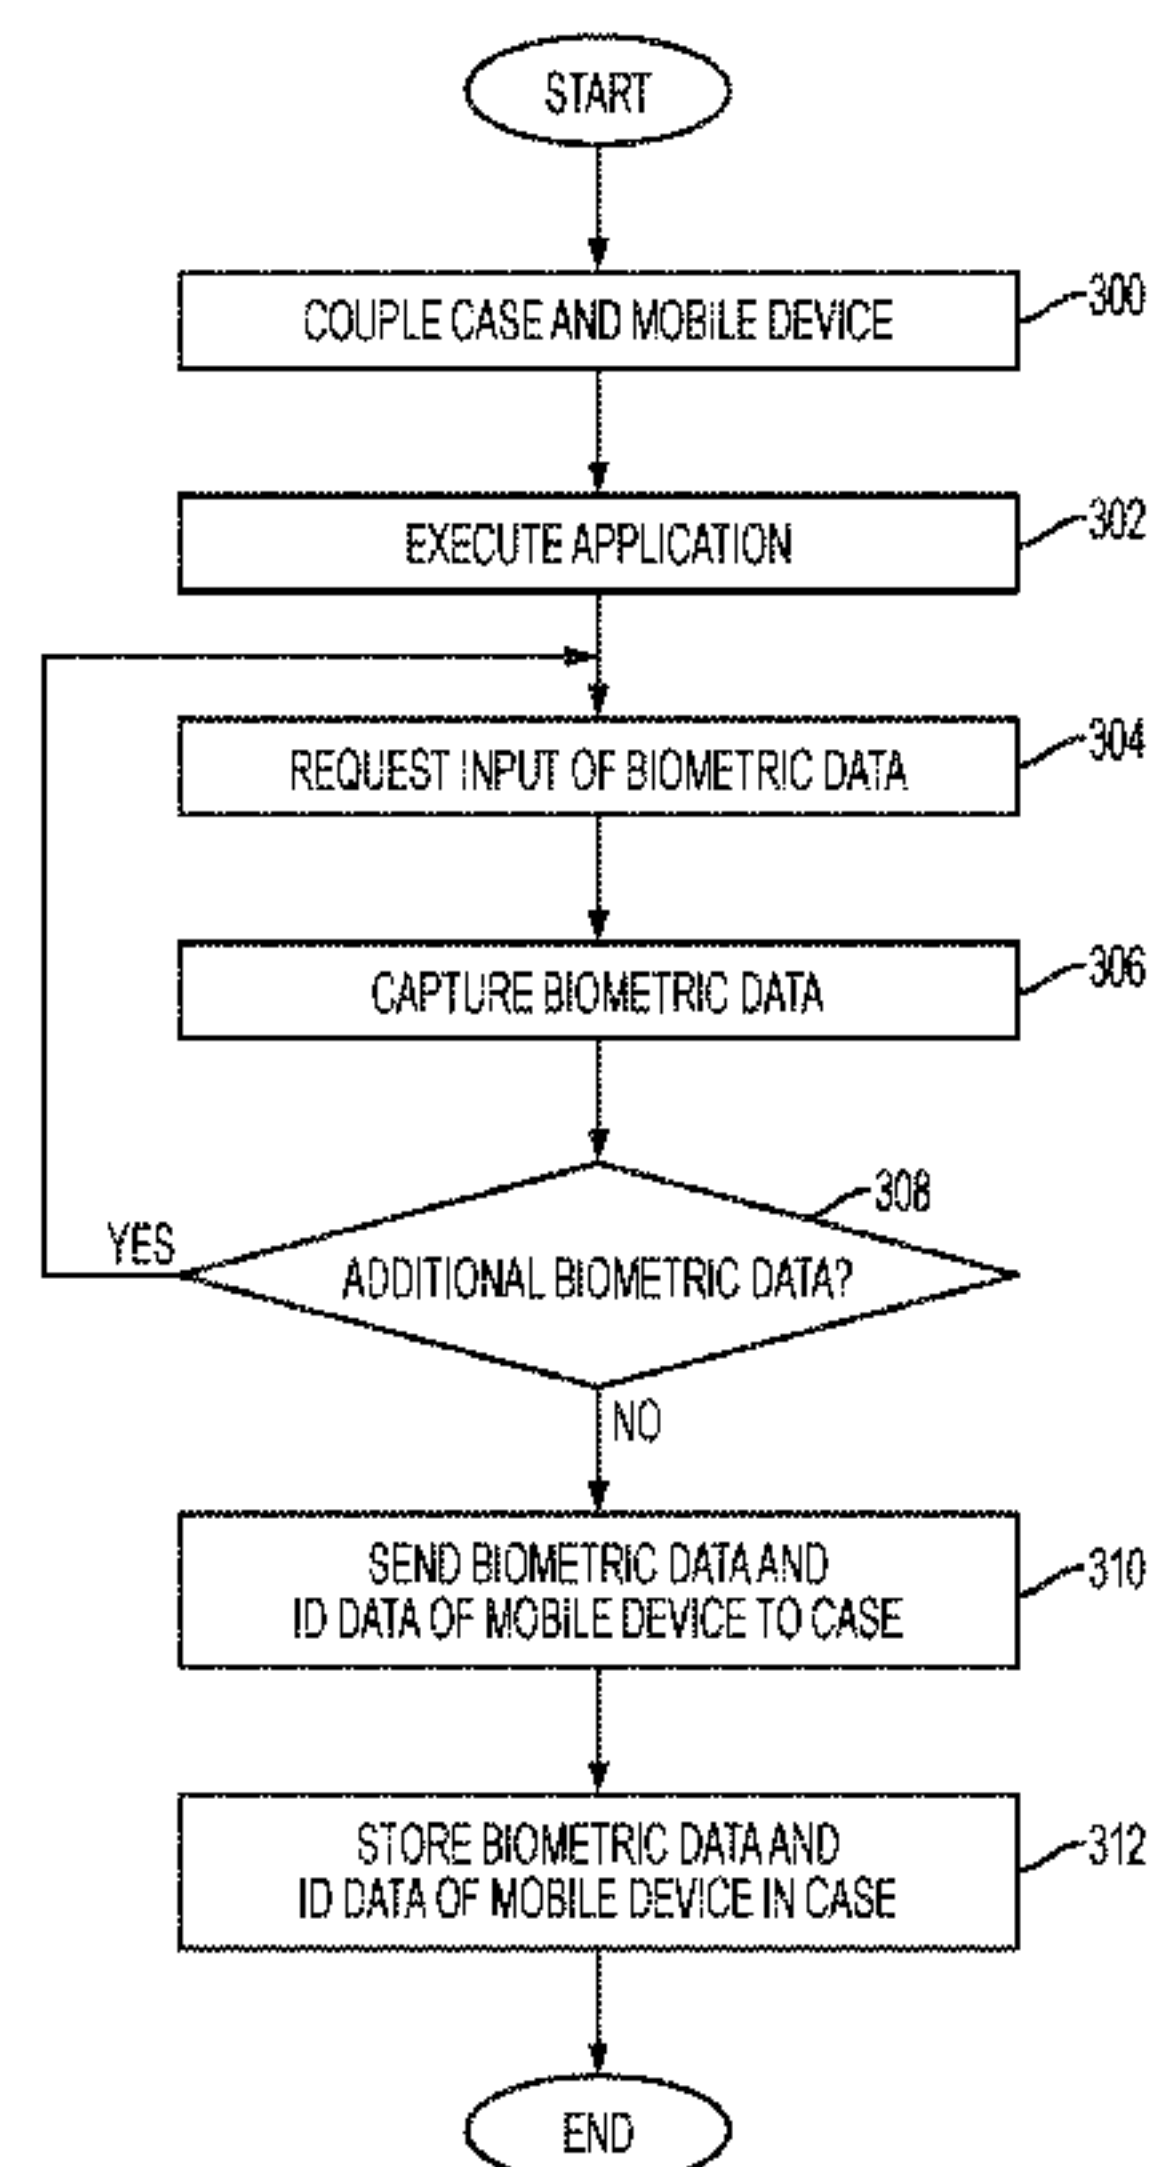 START
COUPLE CASE AND MOBILE DEVICE
300
EXECUTE APPLICATION
302
REQUEST INPUT OF BIOMETRIC DATA
304
CAPTURE BIOMETRIC DATA
306
308
YES
ADDITIONAL BIOMETRIC DATA?
NO
SEND BIOMETRIC DATA AND
ID DATA OF MOBILE DEVICE TO CASE
310
STORE BIOMETRIC DATA AND
ID DATA OF MOBILE DEVICE IN CASE
312
END